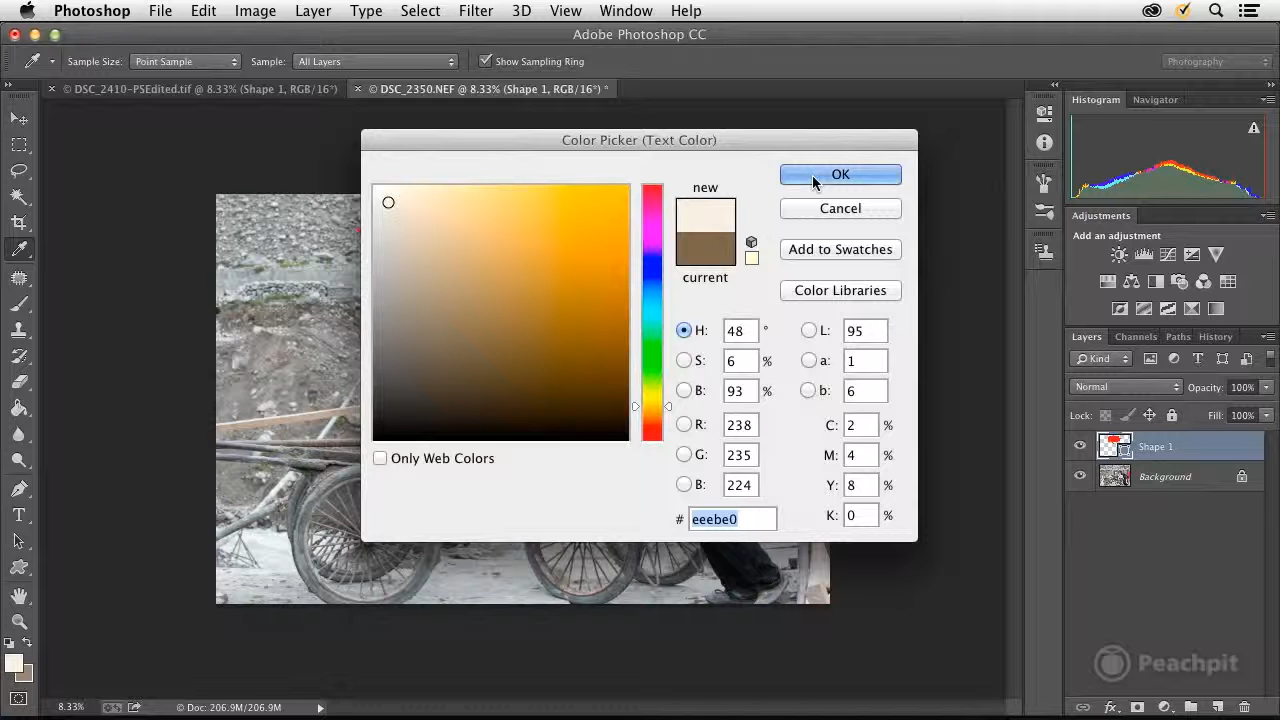 Photoshop File Edit Image Layer Type Select Filter 3D View Window Help
Adobe Photoshop CC
Sample Size: Point Sample Sample: All Layers Show Sampling Ring Photography
× © DSC_2410-PSEdited.tif @ 8.33% (Shape 1, RGB/16*) × © DSC_2350.NEF @ 8.33% (Shape 1, RGB/16*) *
Histogram Navigator
Color Picker (Text Color)
new
OK
Cancel
Add to Swatches
current
Color Libraries
H: 48 ° L: 95
S: 6 % a: 1
B: 93 % b: 6
R: 238 C: 2 %
G: 235 M: 4 %
B: 224 Y: 8 %
# eeebe0 K: 0 %
Only Web Colors
Adjustments
Add an adjustment
Layers Channels Paths History
Kind
Normal Opacity: 100%
Lock: Fill: 100%
Shape 1
Background
Peachpit
8.33% © Doc: 206.9M/206.9M